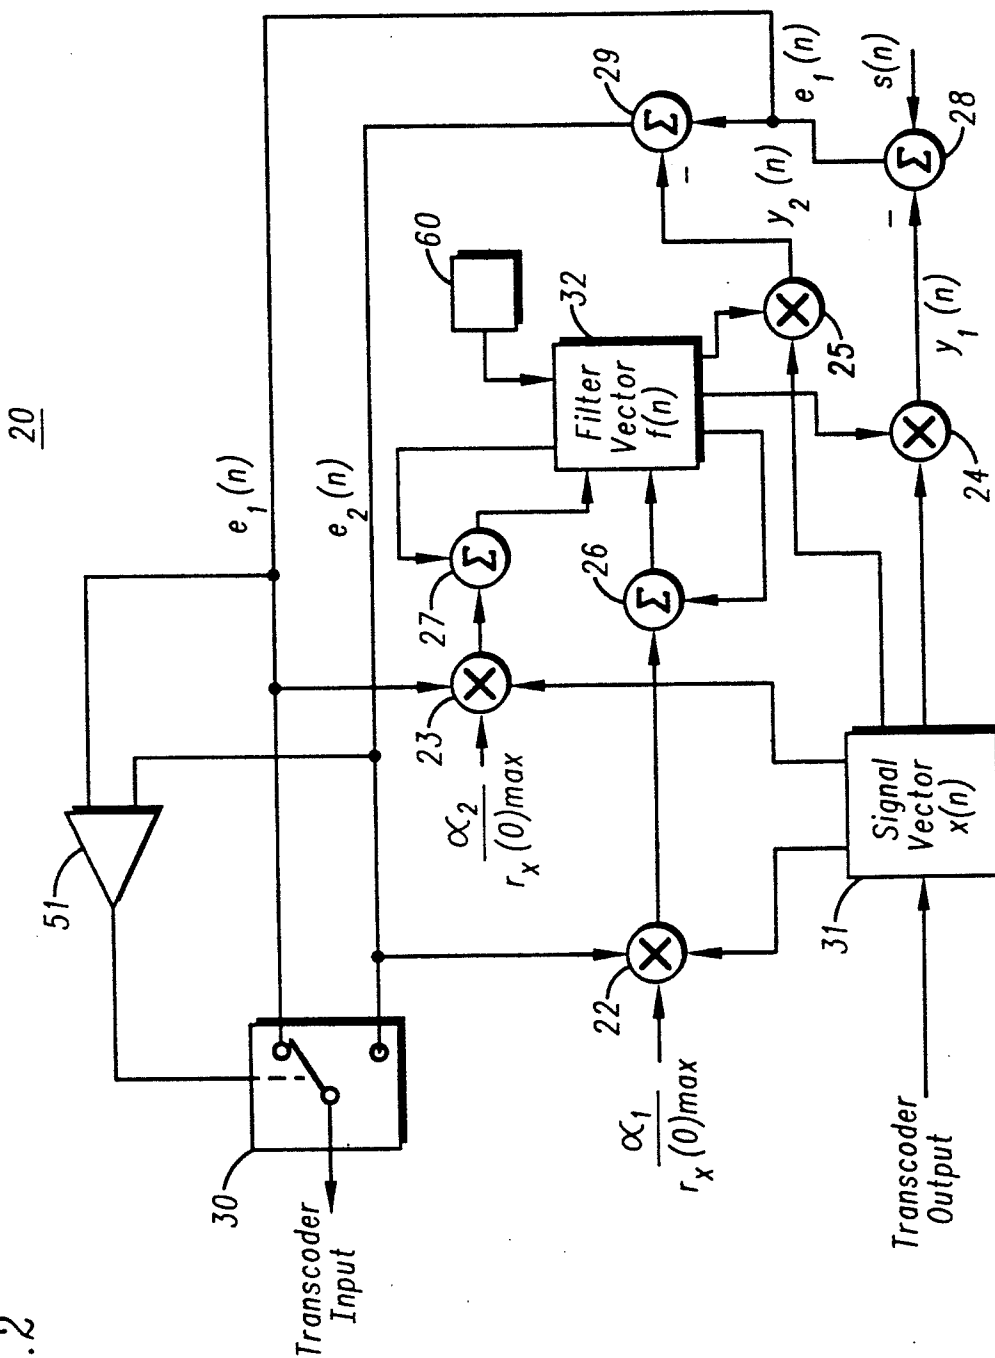 .2
20
30
Transcoder
Input
51
e₁(n)
e₂(n)
23
27
α₂
rₓ(0)max
60
32
Filter
Vector
f(n)
29
e₁(n)
s(n)
y₂(n)
28
25
26
22
α₁
rₓ(0)max
y₁(n)
24
31
Signal
Vector
x(n)
Transcoder
Output
Σ
Σ
Σ
Σ
−
−